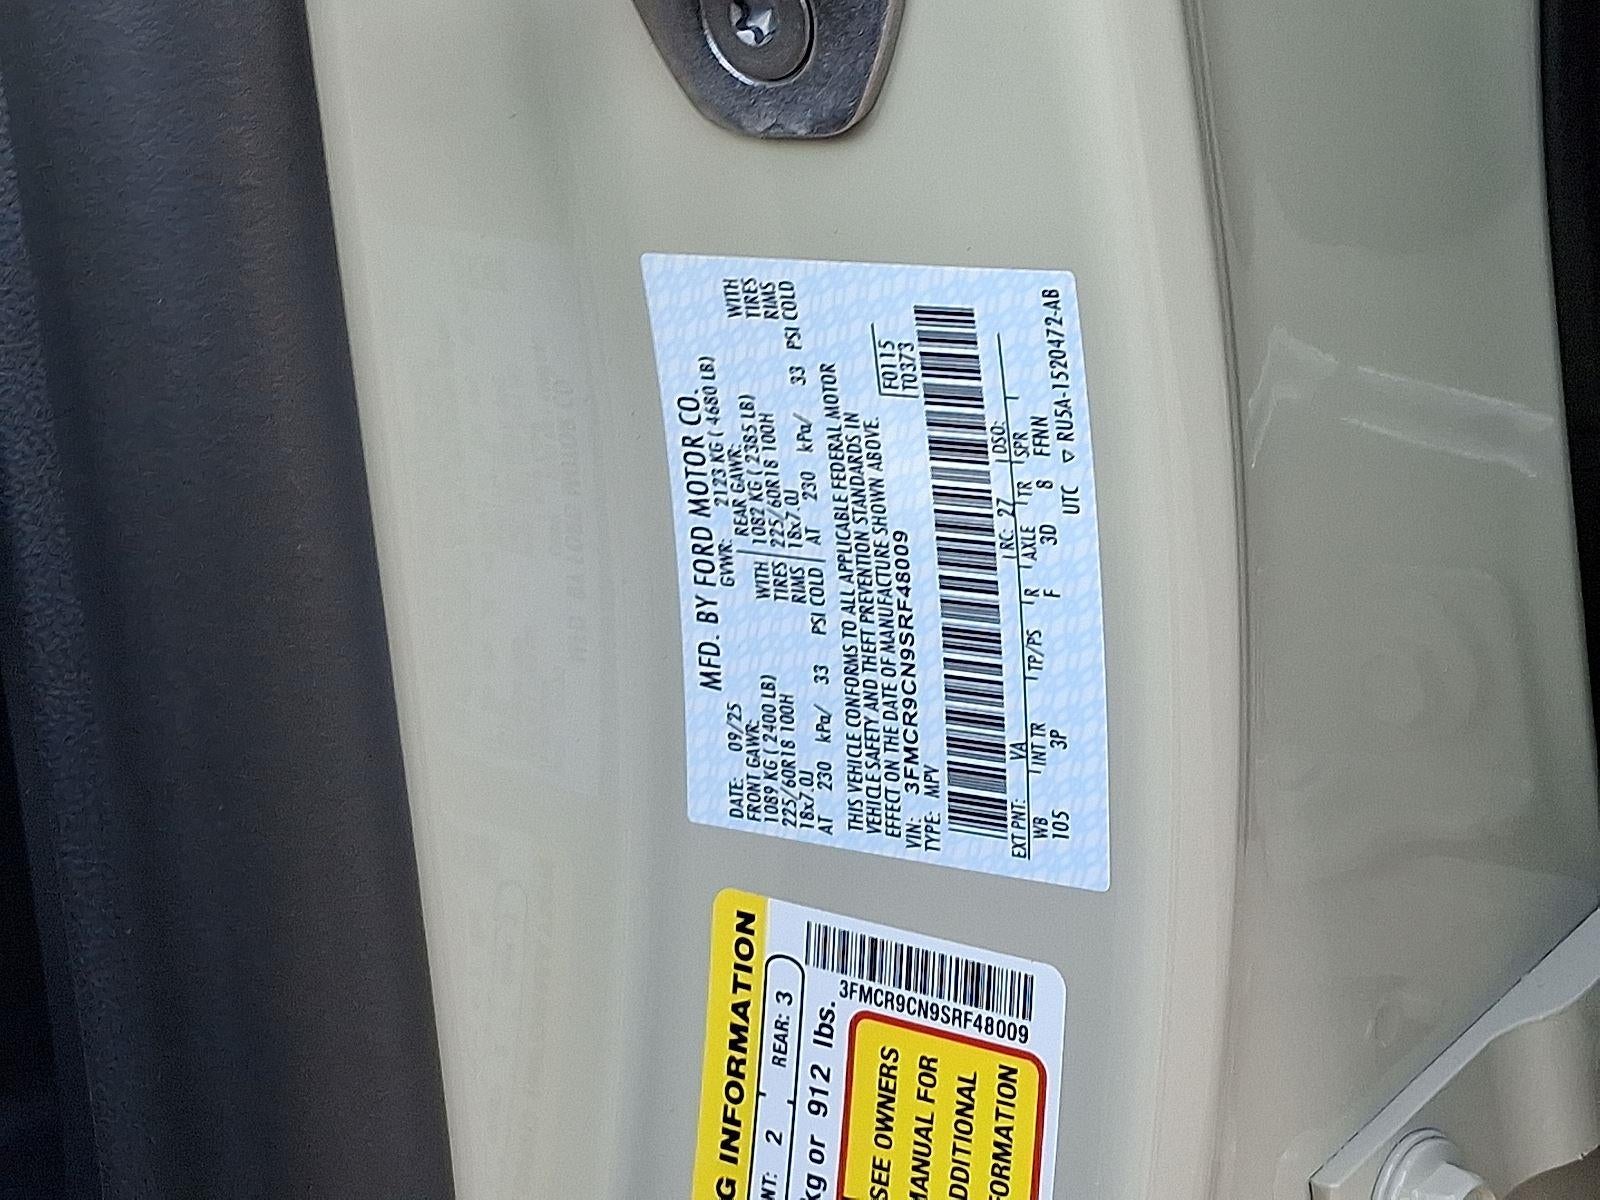 MFD. BY FORD MOTOR CO.
DATE: 09/25 GVWR: 2123 KG ( 4680 LB)
FRONT GAWR: REAR GAWR:
1089 KG ( 2400 LB) WITH 1082 KG ( 2385 LB) WITH
225/60R18 100H TIRES 225/60R18 100H TIRES
18x7.0J RIMS 18x7.0J RIMS
AT 230 kPa/ 33 PSI COLD AT 230 kPa/ 33 PSI COLD
THIS VEHICLE CONFORMS TO ALL APPLICABLE FEDERAL MOTOR
VEHICLE SAFETY AND THEFT PREVENTION STANDARDS IN
EFFECT ON THE DATE OF MANUFACTURE SHOWN ABOVE.
VIN: 3FMCR9CN9SRF48009 F0115
TYPE: MPV T0373
EXT PNT: VA RC: 27 DSO:
WB INT TR TP/PS R AXLE TR SPR
105 3P F 3D 8 FFNN
UTC ▽ RU5A-1520472-AB
G INFORMATION
NT: 2 REAR: 3
kg or 912 lbs.
3FMCR9CN9SRF48009
SEE OWNERS
MANUAL FOR
DDITIONAL
FORMATION